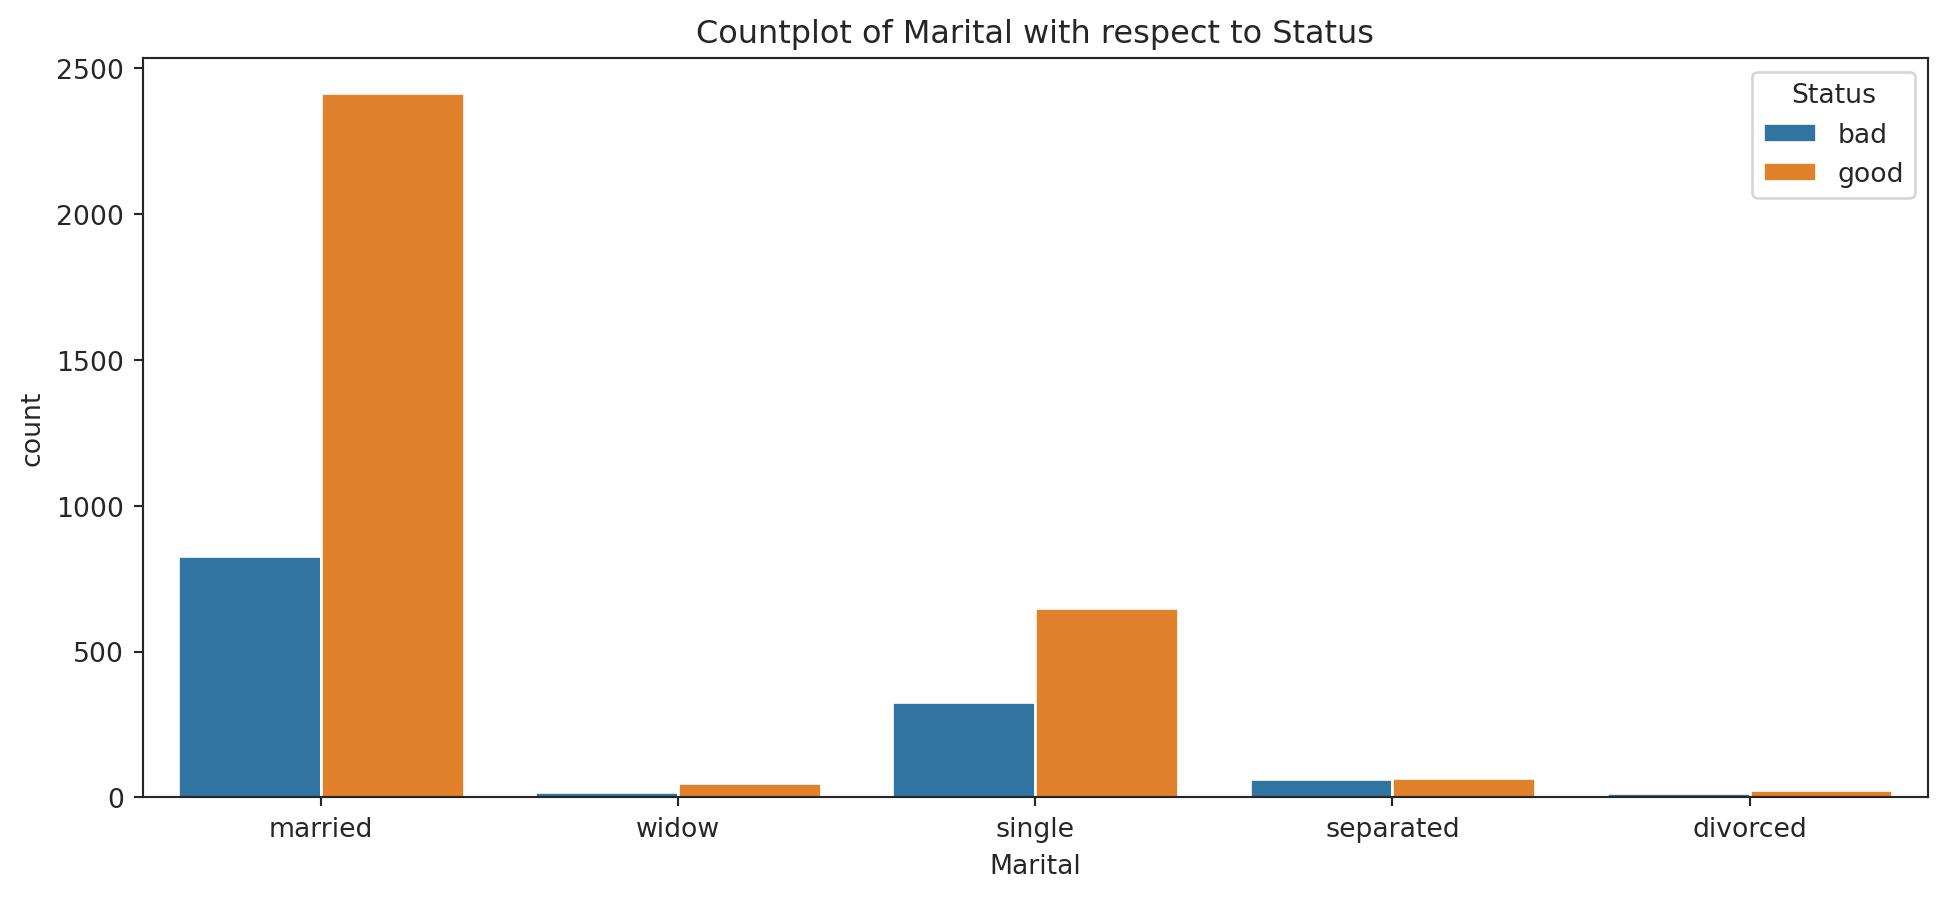 Countplot of Marital with respect to Status
2500
2000
1500
1000
500
0
count
Status
bad
good
married
widow
single
separated
divorced
Marital